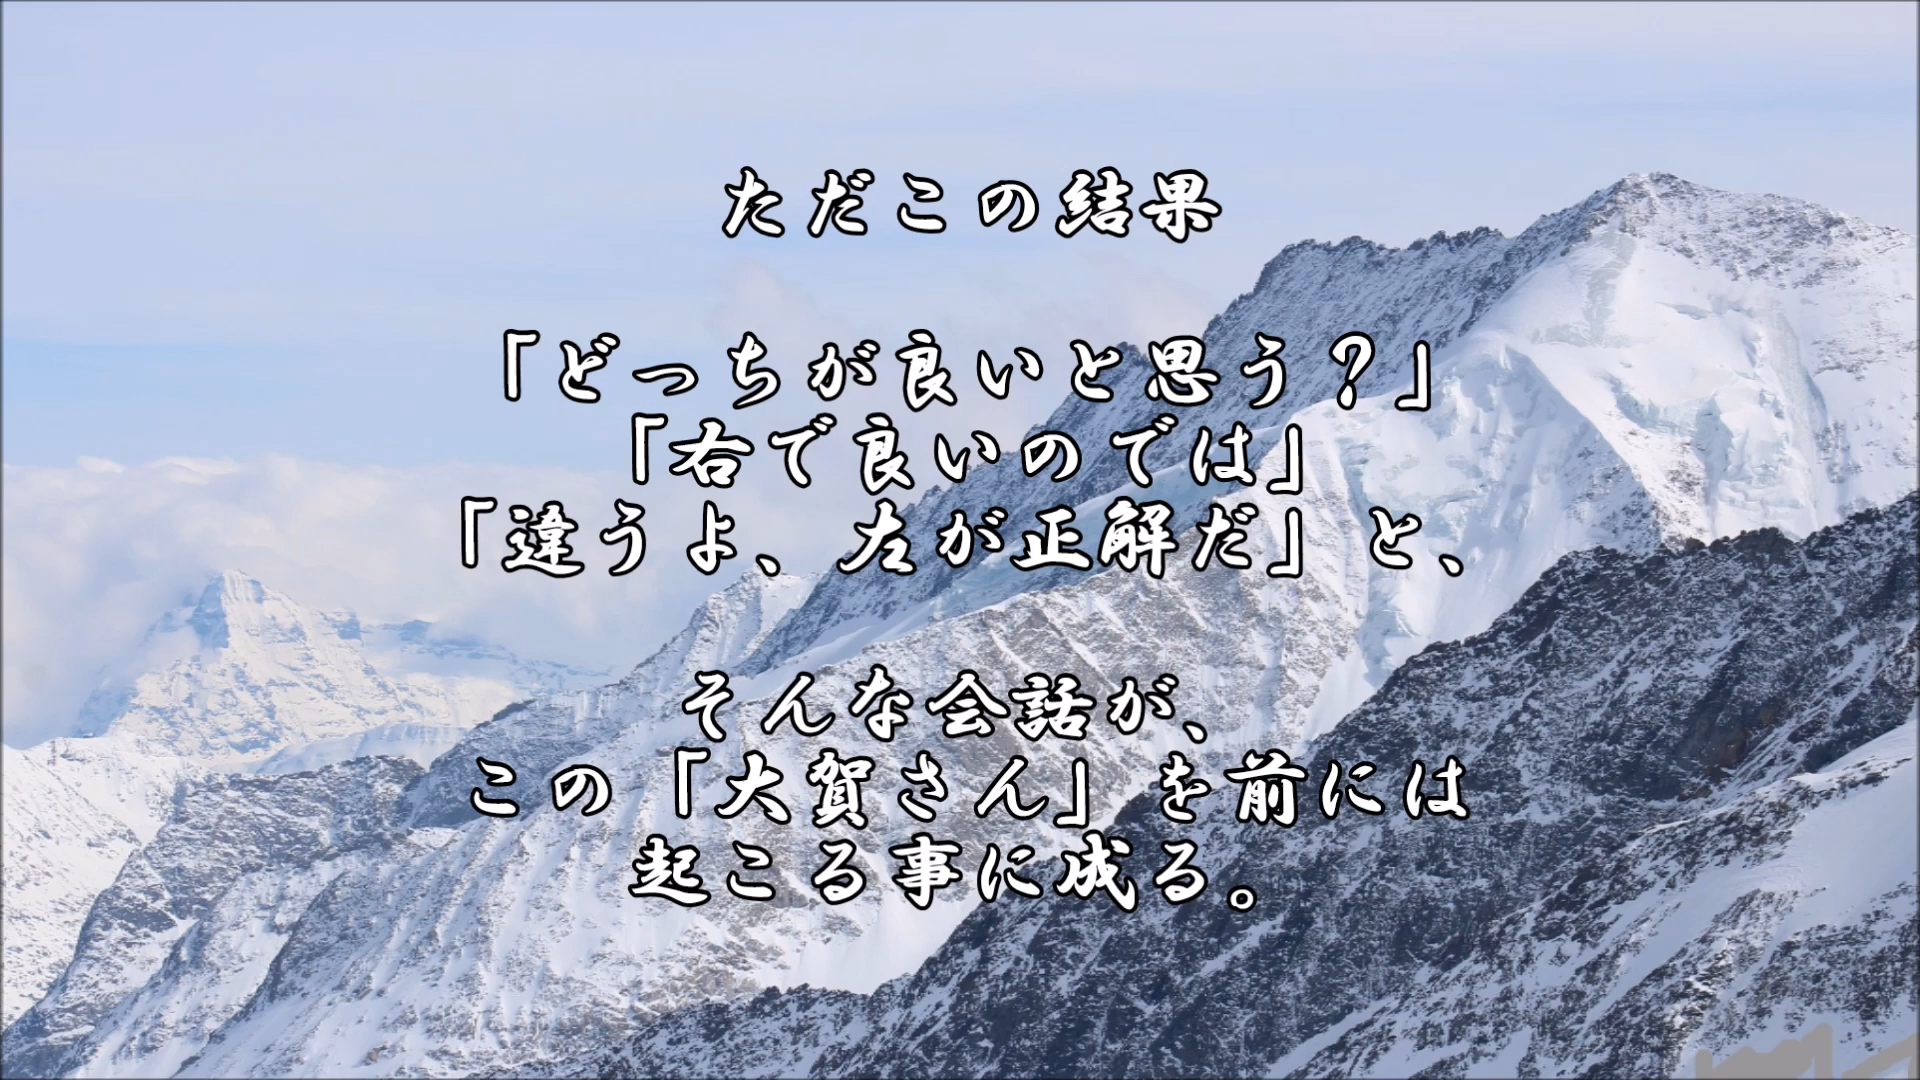 ただこの結果
「どっちが良いと思う？」
「右で良いのでは」
「違うよ、左が正解だ」と、
そんな会話が、
この「大賀さん」を前には
起こる事に成る。